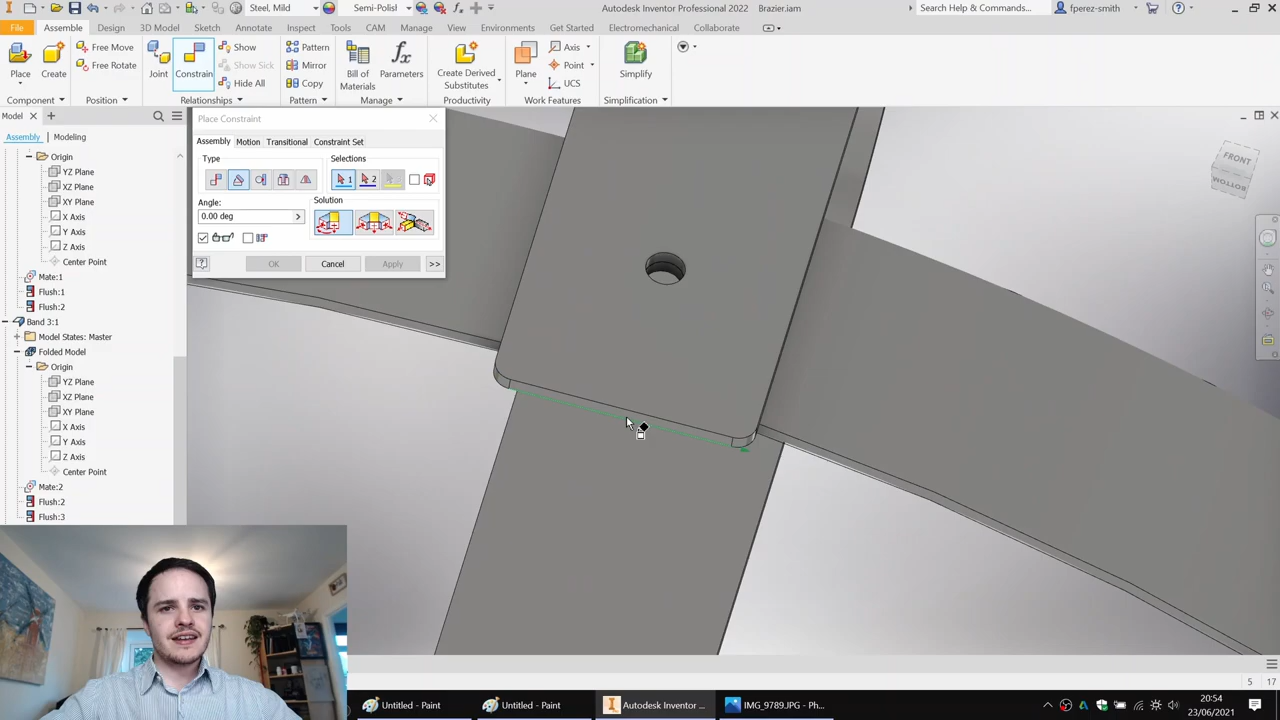 Steel, Mild
Semi-Polish
Autodesk Inventor Professional 2022
Brazier.iam
Search Help & Commands...
fperez-smith
File
Assemble
Design
3D Model
Sketch
Annotate
Inspect
Tools
CAM
Manage
View
Environments
Get Started
Electromechanical
Collaborate
Place
Create
Free Move
Free Rotate
Joint
Constrain
Show
Show Sick
Hide All
Pattern
Mirror
Copy
Bill of
Materials
Parameters
Create Derived
Substitutes
Plane
Axis
Point
UCS
Simplify
Component
Position
Relationships
Pattern
Manage
Productivity
Work Features
Simplification
Model
Assembly
Modeling
Origin
YZ Plane
XZ Plane
XY Plane
X Axis
Y Axis
Z Axis
Center Point
Mate:1
Flush:1
Flush:2
Band 3:1
Model States: Master
Folded Model
Origin
YZ Plane
XZ Plane
XY Plane
X Axis
Y Axis
Z Axis
Center Point
Mate:2
Flush:2
Flush:3
Place Constraint
Assembly
Motion
Transitional
Constraint Set
Type
Selections
1
2
Angle:
0.00 deg
Solution
OK
Cancel
Apply
>>
FRONT
BOTTOM
5
17
Untitled - Paint
Untitled - Paint
Autodesk Inventor ...
IMG_9789.JPG - Ph...
20:54
23/06/2021